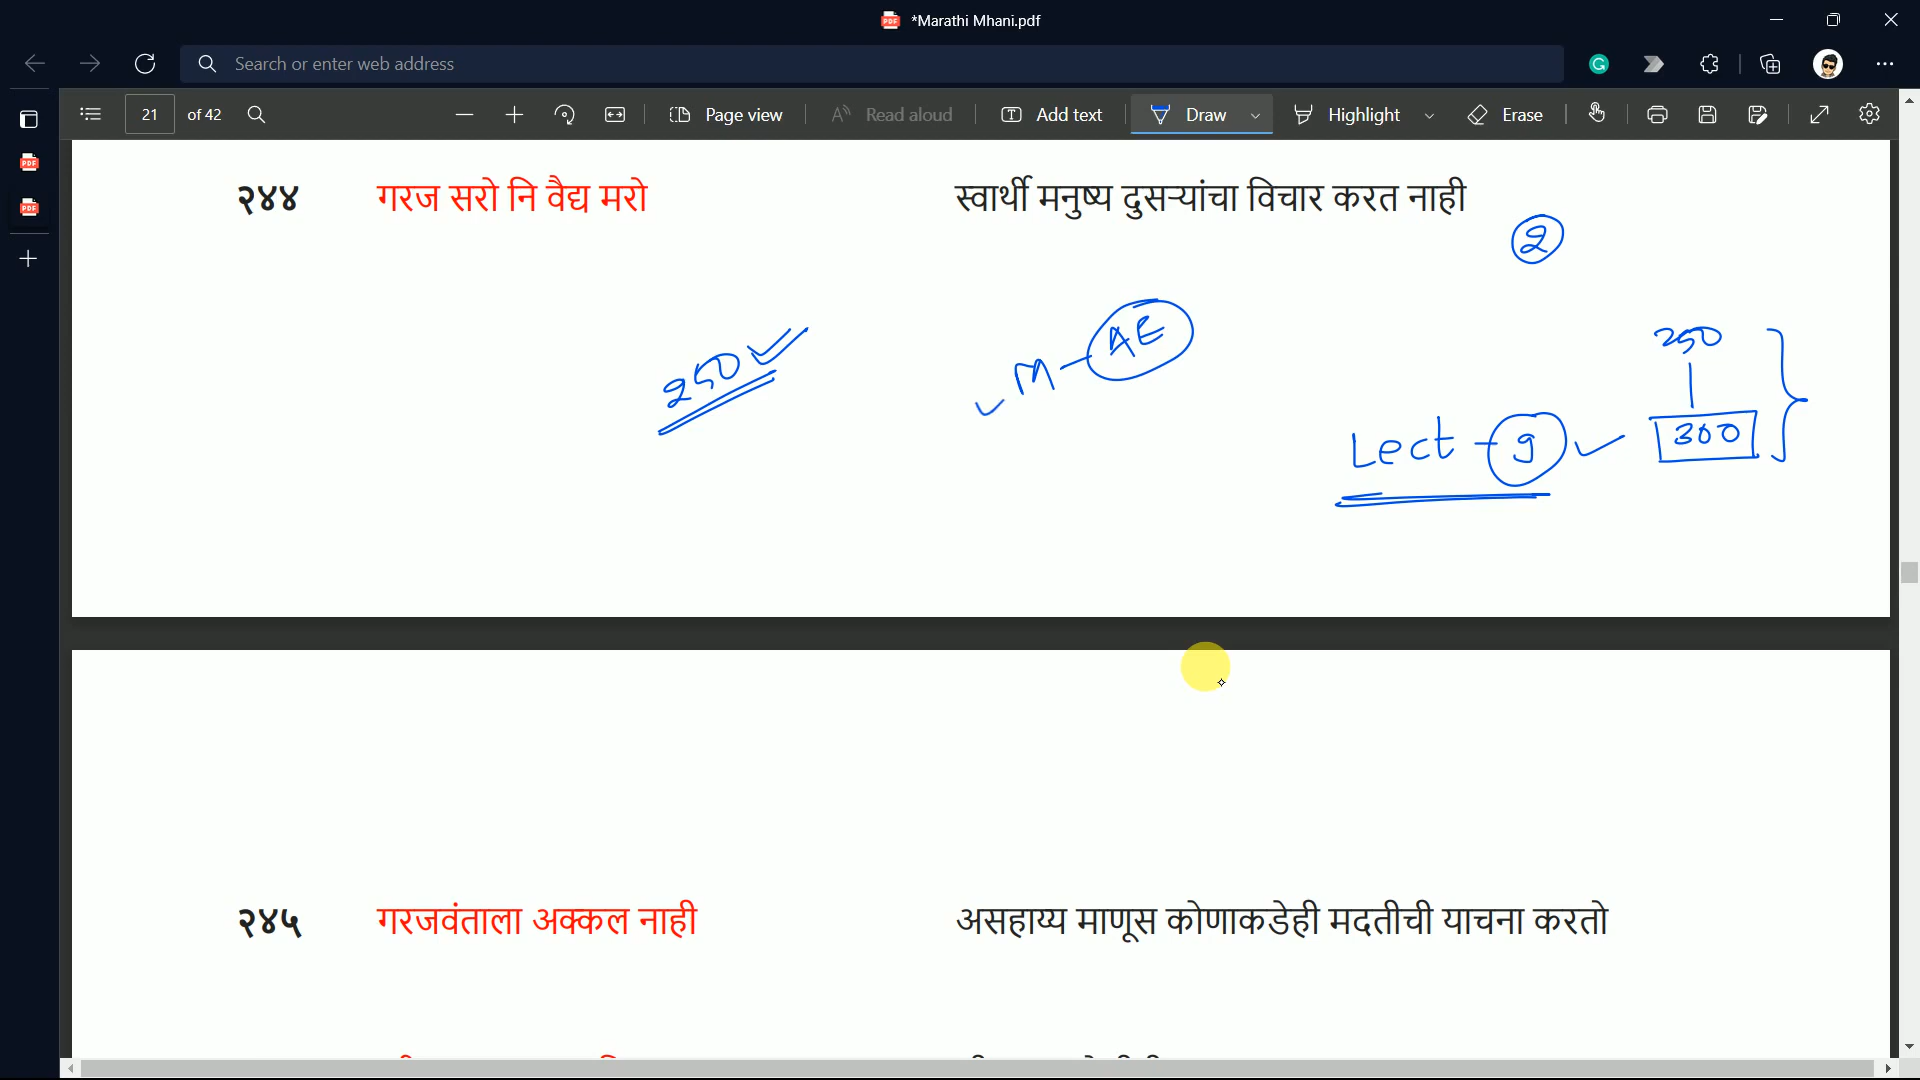 *Marathi Mhani.pdf
Search or enter web address
21 of 42 Page view Read aloud Add text Draw Highlight Erase
२४४ गरज सरो नि वैद्य मरो स्वार्थी मनुष्य दुसऱ्यांचा विचार करत नाही
2
250
M - AE
250
300
Lect - 9
२४५ गरजवंताला अक्कल नाही असहाय्य माणूस कोणाकडेही मदतीची याचना करतो